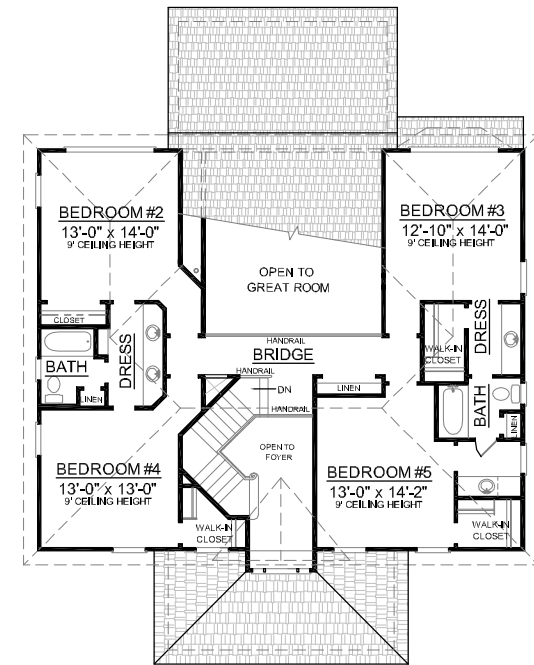 BEDROOM #2
13'-0" x 14'-0"
9' CEILING HEIGHT
BEDROOM #3
12'-10" x 14'-0"
9' CEILING HEIGHT
OPEN TO
GREAT ROOM
CLOSET
BATH
LINEN
DRESS
HANDRAIL
BRIDGE
HANDRAIL
DN
HANDRAIL
LINEN
WALK-IN
CLOSET
DRESS
BATH
LINEN
OPEN TO
FOYER
BEDROOM #4
13'-0" x 13'-0"
9' CEILING HEIGHT
BEDROOM #5
13'-0" x 14'-2"
9' CEILING HEIGHT
WALK-IN
CLOSET
WALK-IN
CLOSET